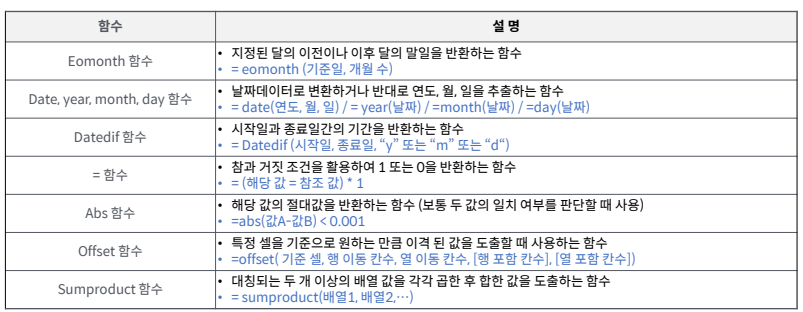 함수 설 명
Eomonth 함수
• 지정된 달의 이전이나 이후 달의 말일을 반환하는 함수
• = eomonth (기준일, 개월 수)
Date, year, month, day 함수
• 날짜데이터로 변환하거나 반대로 연도, 월, 일을 추출하는 함수
• = date(연도, 월, 일) / = year(날짜) / =month(날짜) / =day(날짜)
Datedif 함수
• 시작일과 종료일간의 기간을 반환하는 함수
• = Datedif (시작일, 종료일, “y” 또는 “m” 또는 “d“)
= 함수
• 참과 거짓 조건을 활용하여 1 또는 0을 반환하는 함수
• = (해당 값 = 참조 값) * 1
Abs 함수
• 해당 값의 절대값을 반환하는 함수 (보통 두 값의 일치 여부를 판단할 때 사용)
• =abs(값A-값B) < 0.001
Offset 함수
• 특정 셀을 기준으로 원하는 만큼 이격 된 값을 도출할 때 사용하는 함수
• =offset( 기준 셀, 행 이동 칸수, 열 이동 칸수, [행 포함 칸수], [열 포함 칸수])
Sumproduct 함수
• 대칭되는 두 개 이상의 배열 값을 각각 곱한 후 합한 값을 도출하는 함수
• = sumproduct(배열1, 배열2,…)